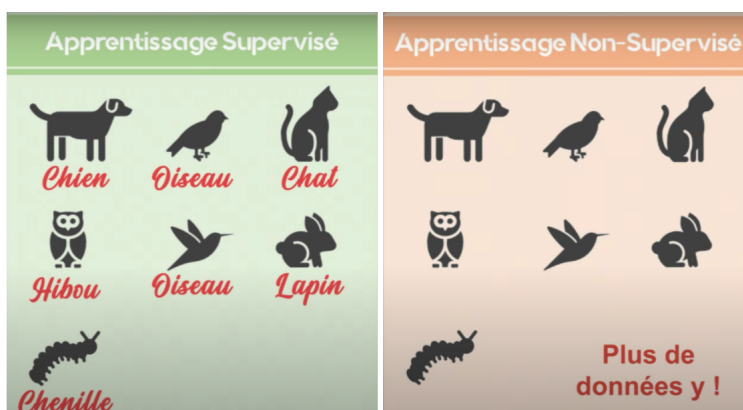 Apprentissage Supervisé
Chien
Oiseau
Chat
Hibou
Oiseau
Lapin
Chenille
Apprentissage Non-Supervisé
Plus de
données y !